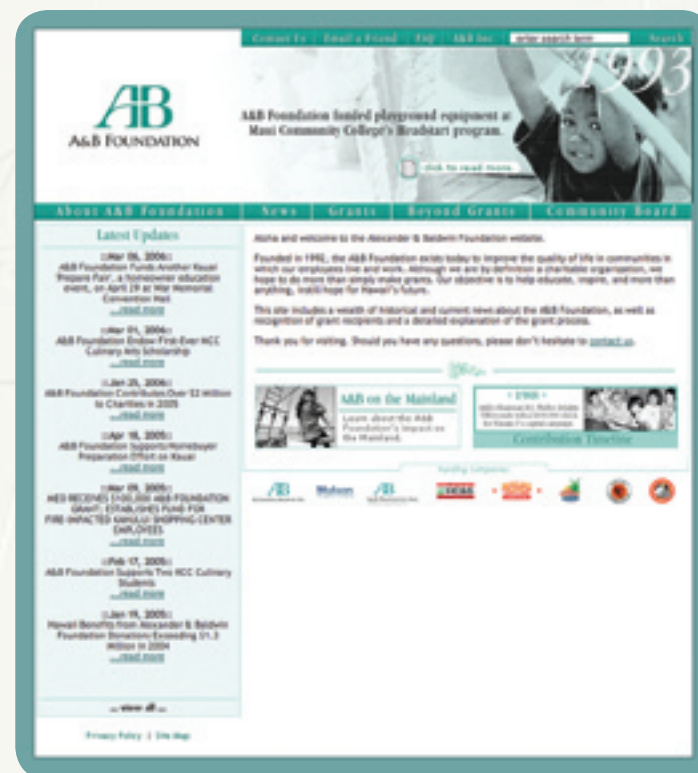 Contact Us Email a Friend FAQ A&B Inc enter search term Search
1993
AB
A&B FOUNDATION
A&B Foundation funded playground equipment at
Maui Community College's Headstart program.
click to read more
About A&B Foundation News Grants Beyond Grants Community Board
Latest Updates
::Mar 06, 2006::
A&B Foundation Funds Another Kauai
'Prepare Fair', a homeowner education
event, on April 29 at War Memorial
Convention Hall
...read more
::Mar 01, 2006::
A&B Foundation Endow First-Ever HCC
Culinary Arts Scholarship
...read more
::Jan 25, 2006::
A&B Foundation Contributes Over $2 million
to Charities in 2005
...read more
::Apr 18, 2005::
A&B Foundation Supports Homebuyer
Preparation Effort on Kauai
...read more
::Mar 09, 2005::
MEO RECEIVES $100,000 A&B FOUNDATION
GRANT; ESTABLISHES FUND FOR
FIRE-IMPACTED KAHULUI SHOPPING CENTER
EMPLOYEES
...read more
::Feb 17, 2005::
A&B Foundation Supports Two HCC Culinary
Students
...read more
::Jan 19, 2005::
Hawaii Benefits from Alexander & Baldwin
Foundation Donations Exceeding $1.5
Million in 2004
...read more
... view all ...
Privacy Policy | Site Map
Aloha and welcome to the Alexander & Baldwin Foundation website.
Founded in 1992, the A&B Foundation exists today to improve the quality of life in communities in
which our employees live and work. Although we are by definition a charitable organization, we
hope to do more than simply make grants. Our objective is to help educate, inspire, and more than
anything, instill hope for Hawaii's future.
This site includes a wealth of historical and current news about the A&B Foundation, as well as
recognition of grant recipients and a detailed explanation of the grant process.
Thank you for visiting. Should you have any questions, please don't hesitate to contact us.
A&B on the Mainland
Learn about the A&B
Foundation's impact on
the Mainland.
Contribution Timeline
Funding Companies
AB
Matson
AB